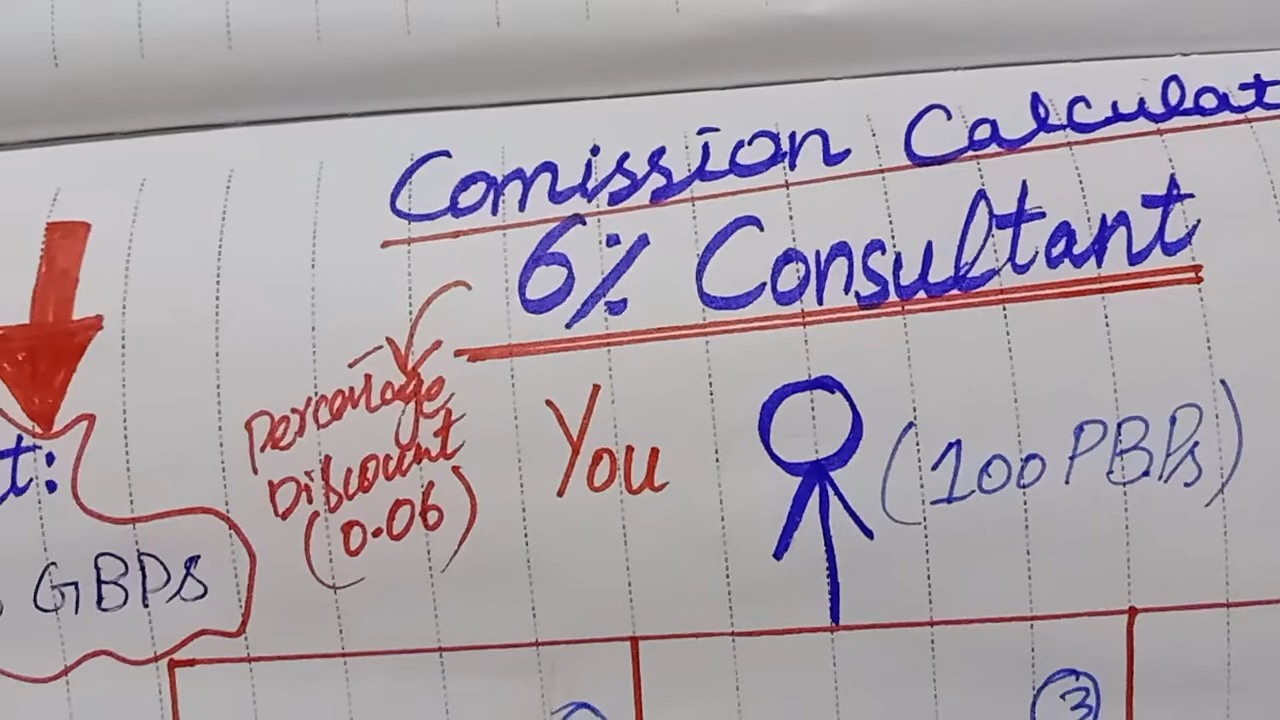 Comission Calculat
6% Consultant
percentage
Discount
(0.06)
You
(100 PBPs)
t:
GBPs
3